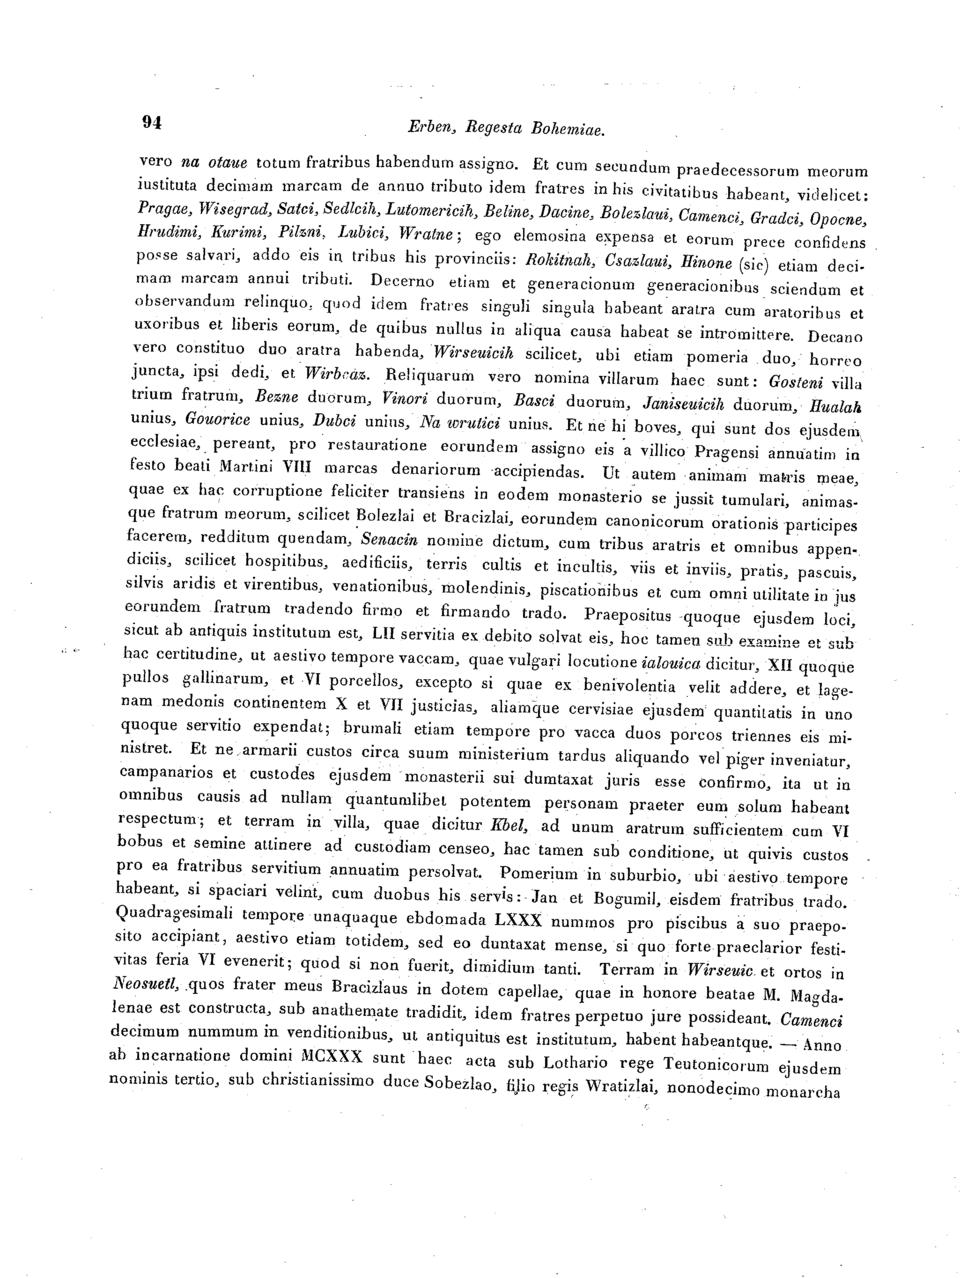 94
Erben, Regesta Bohemiae.
vero na otaue totum fratribus habendum assigno. Et cum secundum praedecessorum meorum
iustituta decimam marcam de annuo tributo idem fratres in his civitatibus habeant, videlicet:
Pragae, Wisegrad, Satci, Sedlcih, Lutomericih, Beline, Dacine, Bolezlaui, Camenci, Gradci, Opocne,
Hrudimi, Kurimi, Pilzni, Lubici, Wratne; ego elemosina expensa et eorum prece confidens
posse salvari, addo eis in tribus his provinciis: Rokitnah, Csazlaui, Hinone (sic) etiam deci-
mam marcam annui tributi. Decerno etiam et generacionum generacionibus sciendum et
observandum relinquo, quod idem fratres singuli singula habeant aratra cum aratoribus et
uxoribus et liberis eorum, de quibus nullus in aliqua causa habeat se intromittere. Decano
vero constituo duo aratra habenda, Wirseuicih scilicet, ubi etiam pomeria duo, horreo
juncta, ipsi dedi, et Wirbcaz. Reliquarum vero nomina villarum haec sunt: Gosteni villa
trium fratrum, Bezne duorum, Vinori duorum, Basci duorum, Janiseuicih duorum, Hualah
unius, Gouorice unius, Dubci unius, Na wrutici unius. Et ne hi boves, qui sunt dos ejusdem
ecclesiae, pereant, pro restauratione eorundem assigno eis a villico Pragensi annuatim in
festo beati Martini VIII marcas denariorum accipiendas. Ut autem animam matris meae,
quae ex hac corruptione feliciter transiens in eodem monasterio se jussit tumulari, animas-
que fratrum meorum, scilicet Bolezlai et Bracizlai, eorundem canonicorum orationis participes
facerem, redditum quendam, Senacin nomine dictum, cum tribus aratris et omnibus appen-
diciis, scilicet hospitibus, aedificiis, terris cultis et incultis, viis et inviis, pratis, pascuis,
silvis aridis et virentibus, venationibus, molendinis, piscationibus et cum omni utilitate in jus
eorundem fratrum tradendo firmo et firmando trado. Praepositus quoque ejusdem loci,
sicut ab antiquis institutum est, LII servitia ex debito solvat eis, hoc tamen sub examine et sub
hac certitudine, ut aestivo tempore vaccam, quae vulgari locutione ialouica dicitur, XII quoque
pullos gallinarum, et VI porcellos, excepto si quae ex benivolentia velit addere, et lage-
nam medonis continentem X et VII justicias, aliamque cervisiae ejusdem quantitatis in uno
quoque servitio expendat; brumali etiam tempore pro vacca duos porcos triennes eis mi-
nistret. Et ne armarii custos circa suum ministerium tardus aliquando vel piger inveniatur,
campanarios et custodes ejusdem monasterii sui dumtaxat juris esse confirmo, ita ut in
omnibus causis ad nullam quantumlibet potentem personam praeter eum solum habeant
respectum; et terram in villa, quae dicitur Kbel, ad unum aratrum sufficientem cum VI
bobus et semine attinere ad custodiam censeo, hac tamen sub conditione, ut quivis custos
pro ea fratribus servitium annuatim persolvat. Pomerium in suburbio, ubi aestivo tempore
habeant, si spaciari velint, cum duobus his servis: Jan et Bogumil, eisdem fratribus trado.
Quadragesimali tempore unaquaque ebdomada LXXX nummos pro piscibus a suo praepo-
sito accipiant, aestivo etiam totidem, sed eo duntaxat mense, si quo forte praeclarior festi-
vitas feria VI evenerit; quod si non fuerit, dimidium tanti. Terram in Wirseuic et ortos in
Neosuetl, quos frater meus Bracizlaus in dotem capellae, quae in honore beatae M. Magda-
lenae est constructa, sub anathemate tradidit, idem fratres perpetuo jure possideant. Camenci
decimum nummum in venditionibus, ut antiquitus est institutum, habent habeantque. — Anno
ab incarnatione domini MCXXX sunt haec acta sub Lothario rege Teutonicorum ejusdem
nominis tertio, sub christianissimo duce Sobezlao, filio regis Wratizlai, nonodecimo monarcha